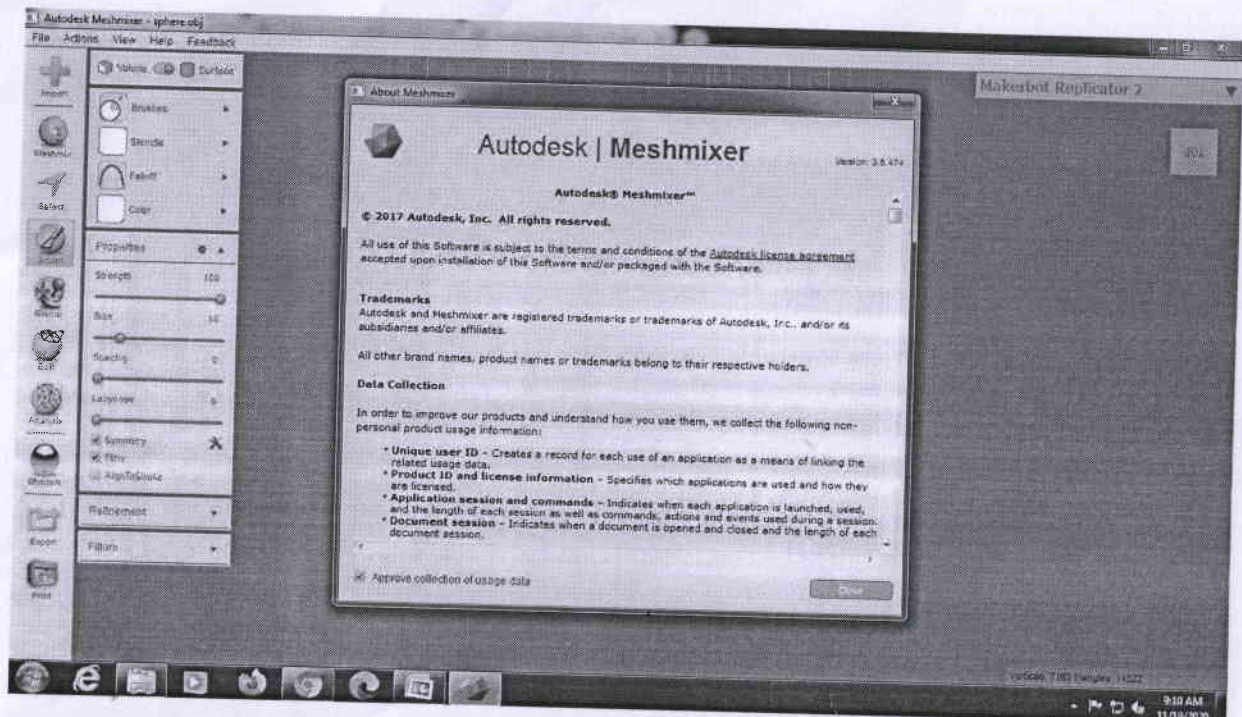 Autodesk Meshmixer - sphere.obj
File Actions View Help Feedback
Import
Meshmix
Select
Sculpt
Stamp
Edit
Analysis
Shaders
Export
Print
Volume Surface
Brushes
Stencils
Falloff
Color
Properties
Strength 100
Size
Spacing 0
Lazyness 0
Symmetry
Flow
Refinement
Filters
About Meshmixer
Autodesk | Meshmixer
Autodesk® Meshmixer™
© 2017 Autodesk, Inc. All rights reserved.
All use of this Software is subject to the terms and conditions of the Autodesk license agreement
accepted upon installation of this Software and/or packaged with the Software.
Trademarks
Autodesk and Meshmixer are registered trademarks or trademarks of Autodesk, Inc., and/or its
subsidiaries and/or affiliates.
All other brand names, product names or trademarks belong to their respective holders.
Data Collection
In order to improve our products and understand how you use them, we collect the following non-
personal product usage information:
* Unique user ID – Creates a record for each use of an application as a means of linking the
related usage data.
* Product ID and license information – Specifies which applications are used and how they
are licensed.
* Application session and commands – Indicates when each application is launched, used,
and the length of each session as well as commands, actions and events used during a session.
* Document session – Indicates when a document is opened and closed and the length of each
document session.
Approve collection of usage data
Close
Makerbot Replicator 2
TOP
9:10 AM